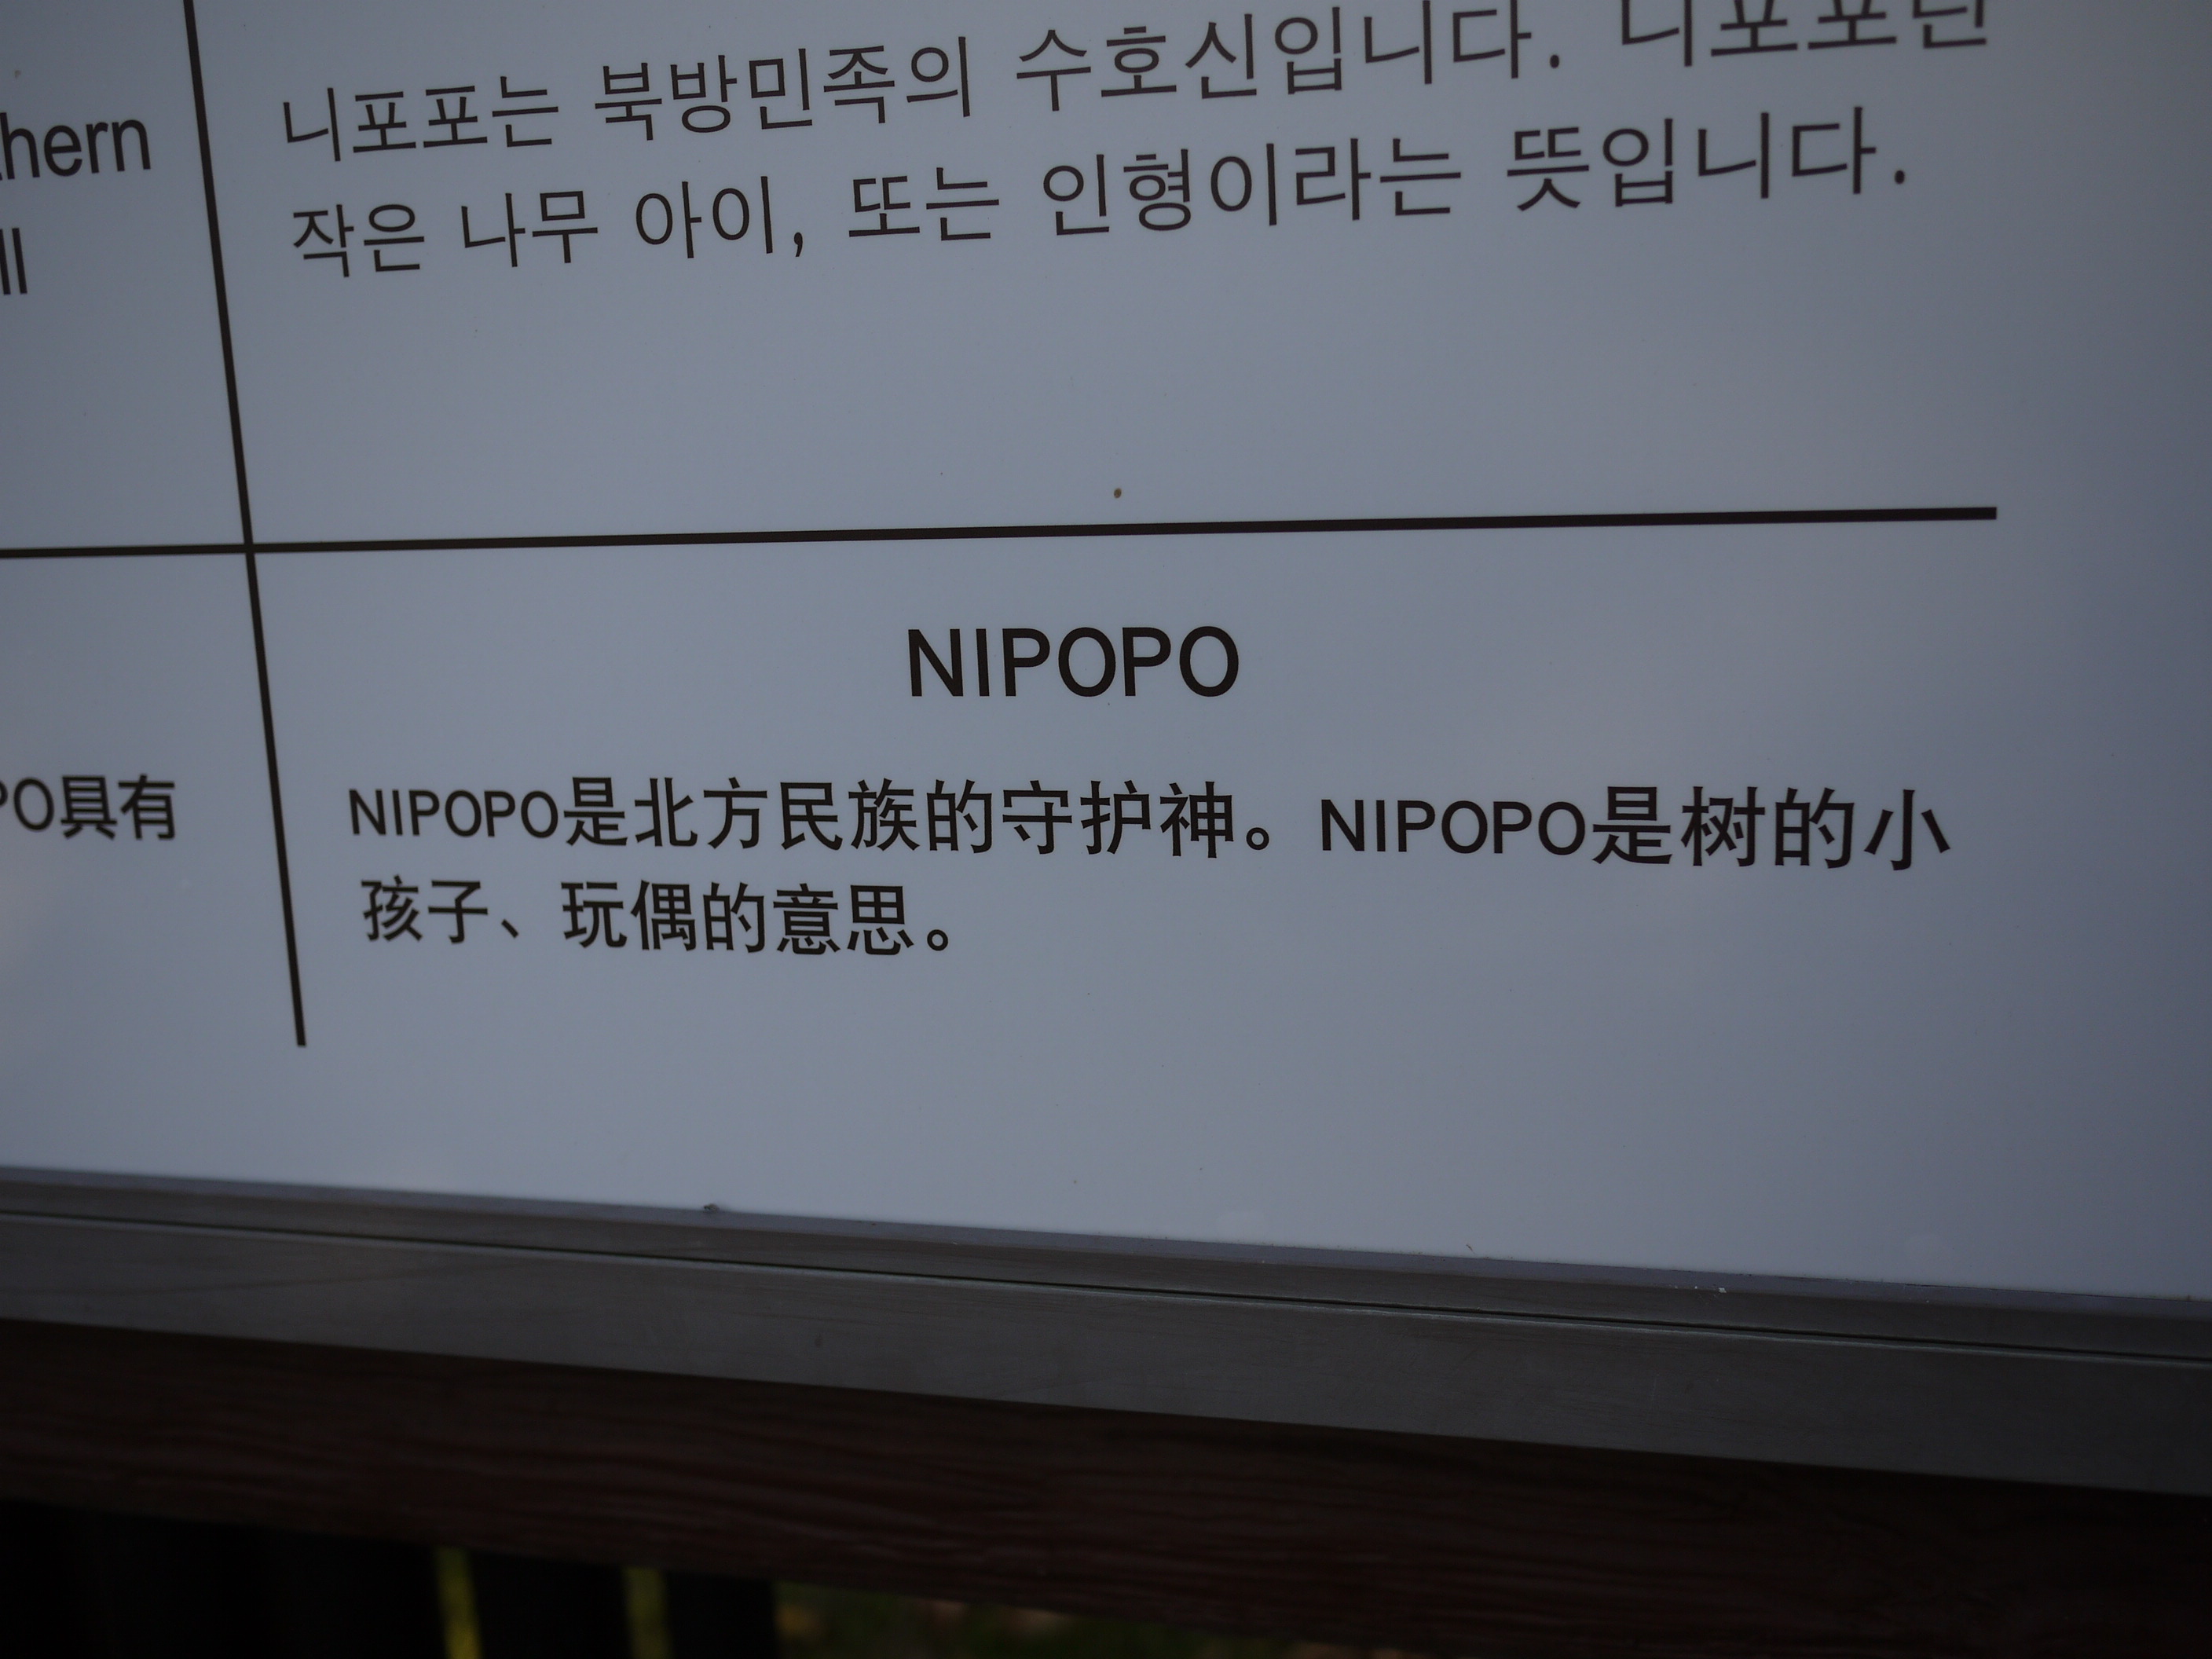 니포포는 북방민족의 수호신입니다. 니포포란
작은 나무 아이, 또는 인형이라는 뜻입니다.
NIPOPO
NIPOPO是北方民族的守护神。NIPOPO是树的小
孩子、玩偶的意思。
hern
PO具有